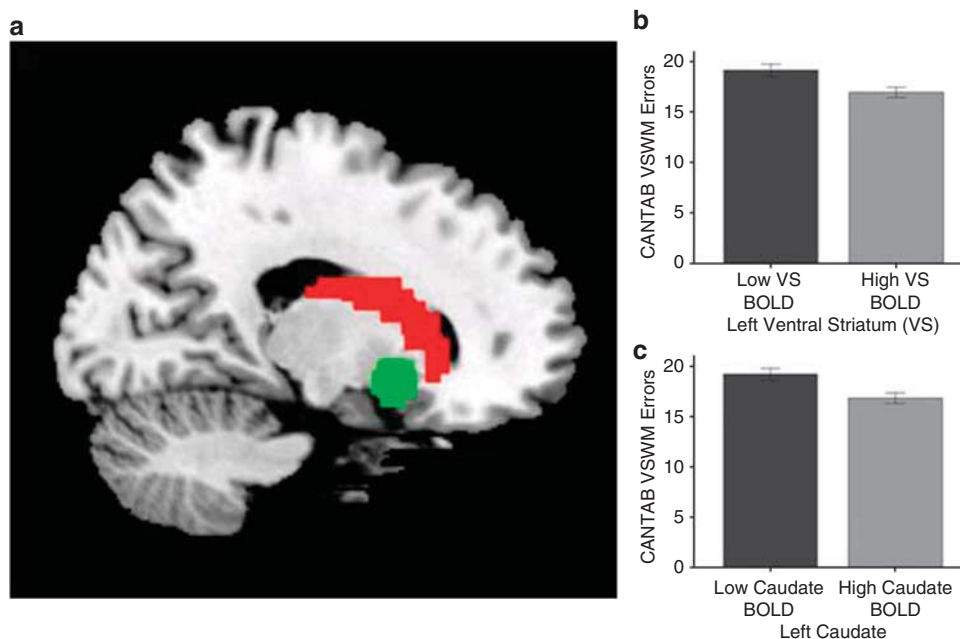 a
b
CANTAB VSWM Errors
20
15
10
5
0
Low VS BOLD
High VS BOLD
Left Ventral Striatum (VS)
c
CANTAB VSWM Errors
20
15
10
5
0
Low Caudate BOLD
High Caudate BOLD
Left Caudate